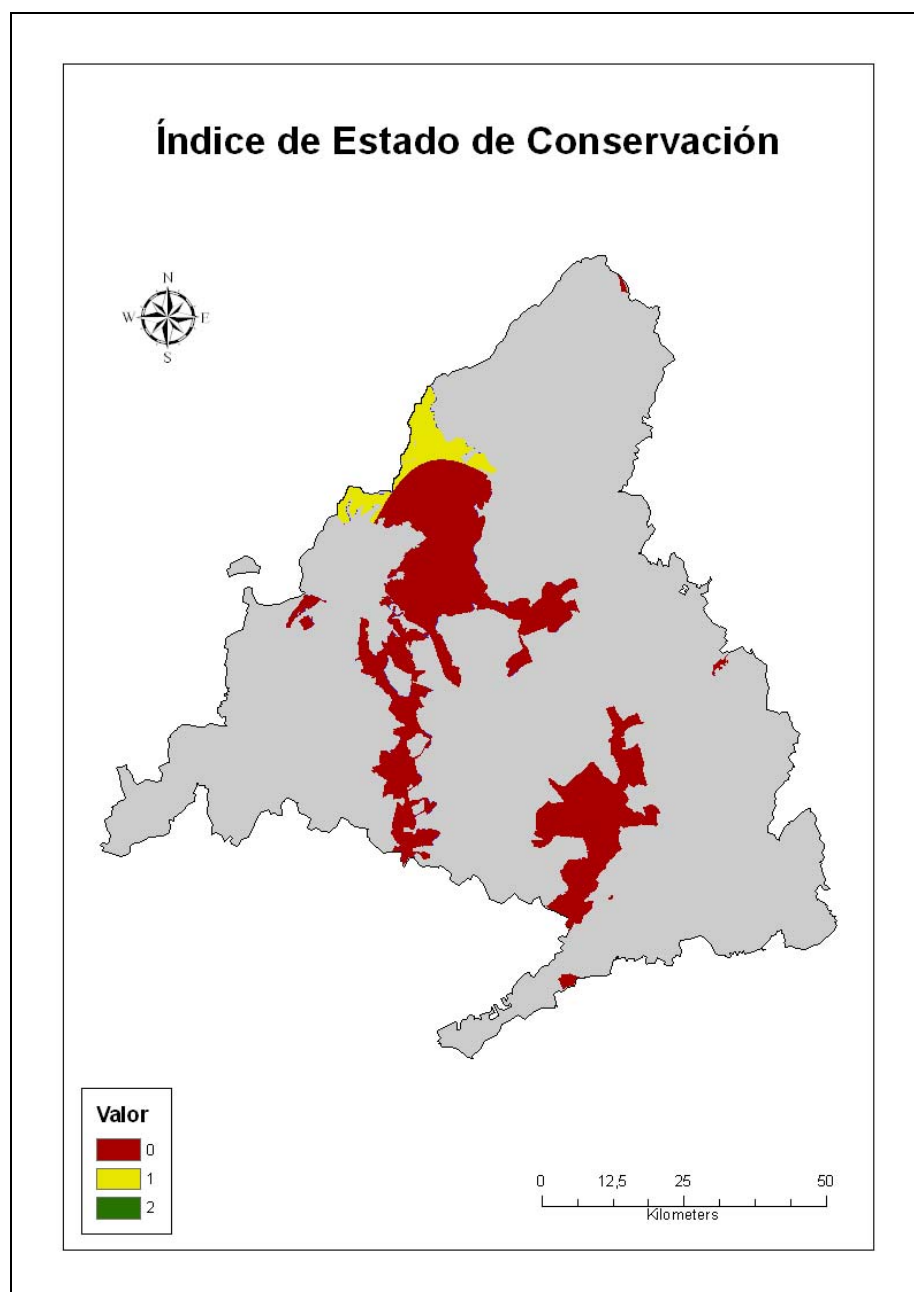 Índice de Estado de Conservación
N
W E
S
Valor
0
1
2
0 12,5 25 50
Kilometers